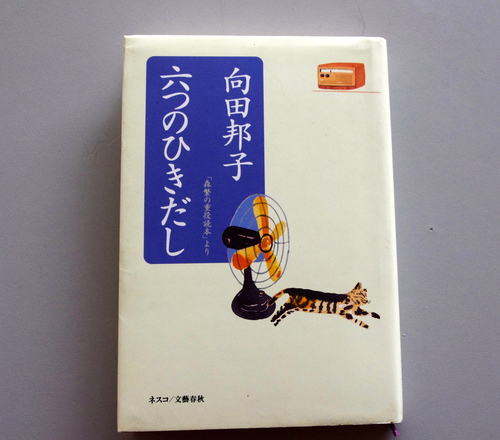 向田邦子
六つのひきだし
「森繁の重役読本」より
ネスコ/文藝春秋